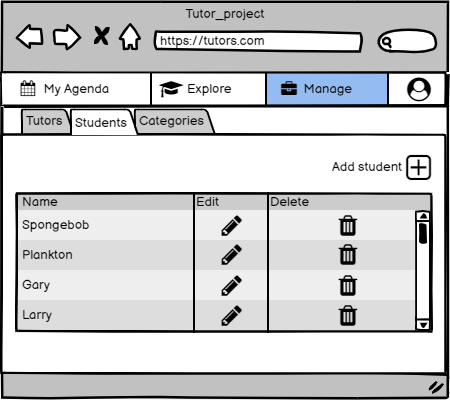 Tutor_project
https://tutors.com
My Agenda Explore Manage
Tutors Students Categories
Add student
Name Edit Delete
Spongebob
Plankton
Gary
Larry